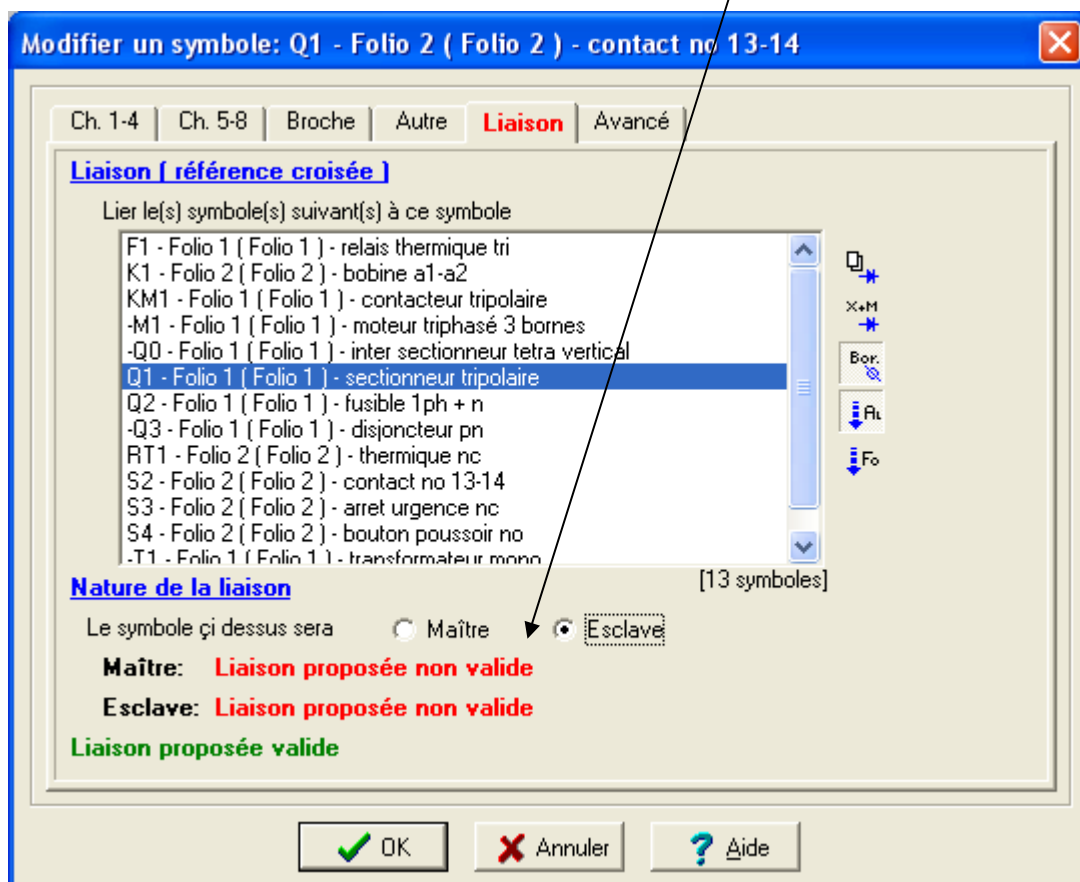 Modifier un symbole: Q1 - Folio 2 ( Folio 2 ) - contact no 13-14
Ch. 1-4 Ch. 5-8 Broche Autre Liaison Avancé
Liaison ( référence croisée )
Lier le(s) symbole(s) suivant(s) à ce symbole
F1 - Folio 1 ( Folio 1 ) - relais thermique tri
K1 - Folio 2 ( Folio 2 ) - bobine a1-a2
KM1 - Folio 1 ( Folio 1 ) - contacteur tripolaire
-M1 - Folio 1 ( Folio 1 ) - moteur triphasé 3 bornes
-Q0 - Folio 1 ( Folio 1 ) - inter sectionneur tetra vertical
Q1 - Folio 1 ( Folio 1 ) - sectionneur tripolaire
Q2 - Folio 1 ( Folio 1 ) - fusible 1ph + n
-Q3 - Folio 1 ( Folio 1 ) - disjoncteur pn
RT1 - Folio 2 ( Folio 2 ) - thermique nc
S2 - Folio 2 ( Folio 2 ) - contact no 13-14
S3 - Folio 2 ( Folio 2 ) - arret urgence nc
S4 - Folio 2 ( Folio 2 ) - bouton poussoir no
-T1 - Folio 1 ( Folio 1 ) - transformateur mono
X+M
Bor.
Au
Fo
[13 symboles]
Nature de la liaison
Le symbole çi dessus sera Maître Esclave
Maître: Liaison proposée non valide
Esclave: Liaison proposée non valide
Liaison proposée valide
OK Annuler Aide